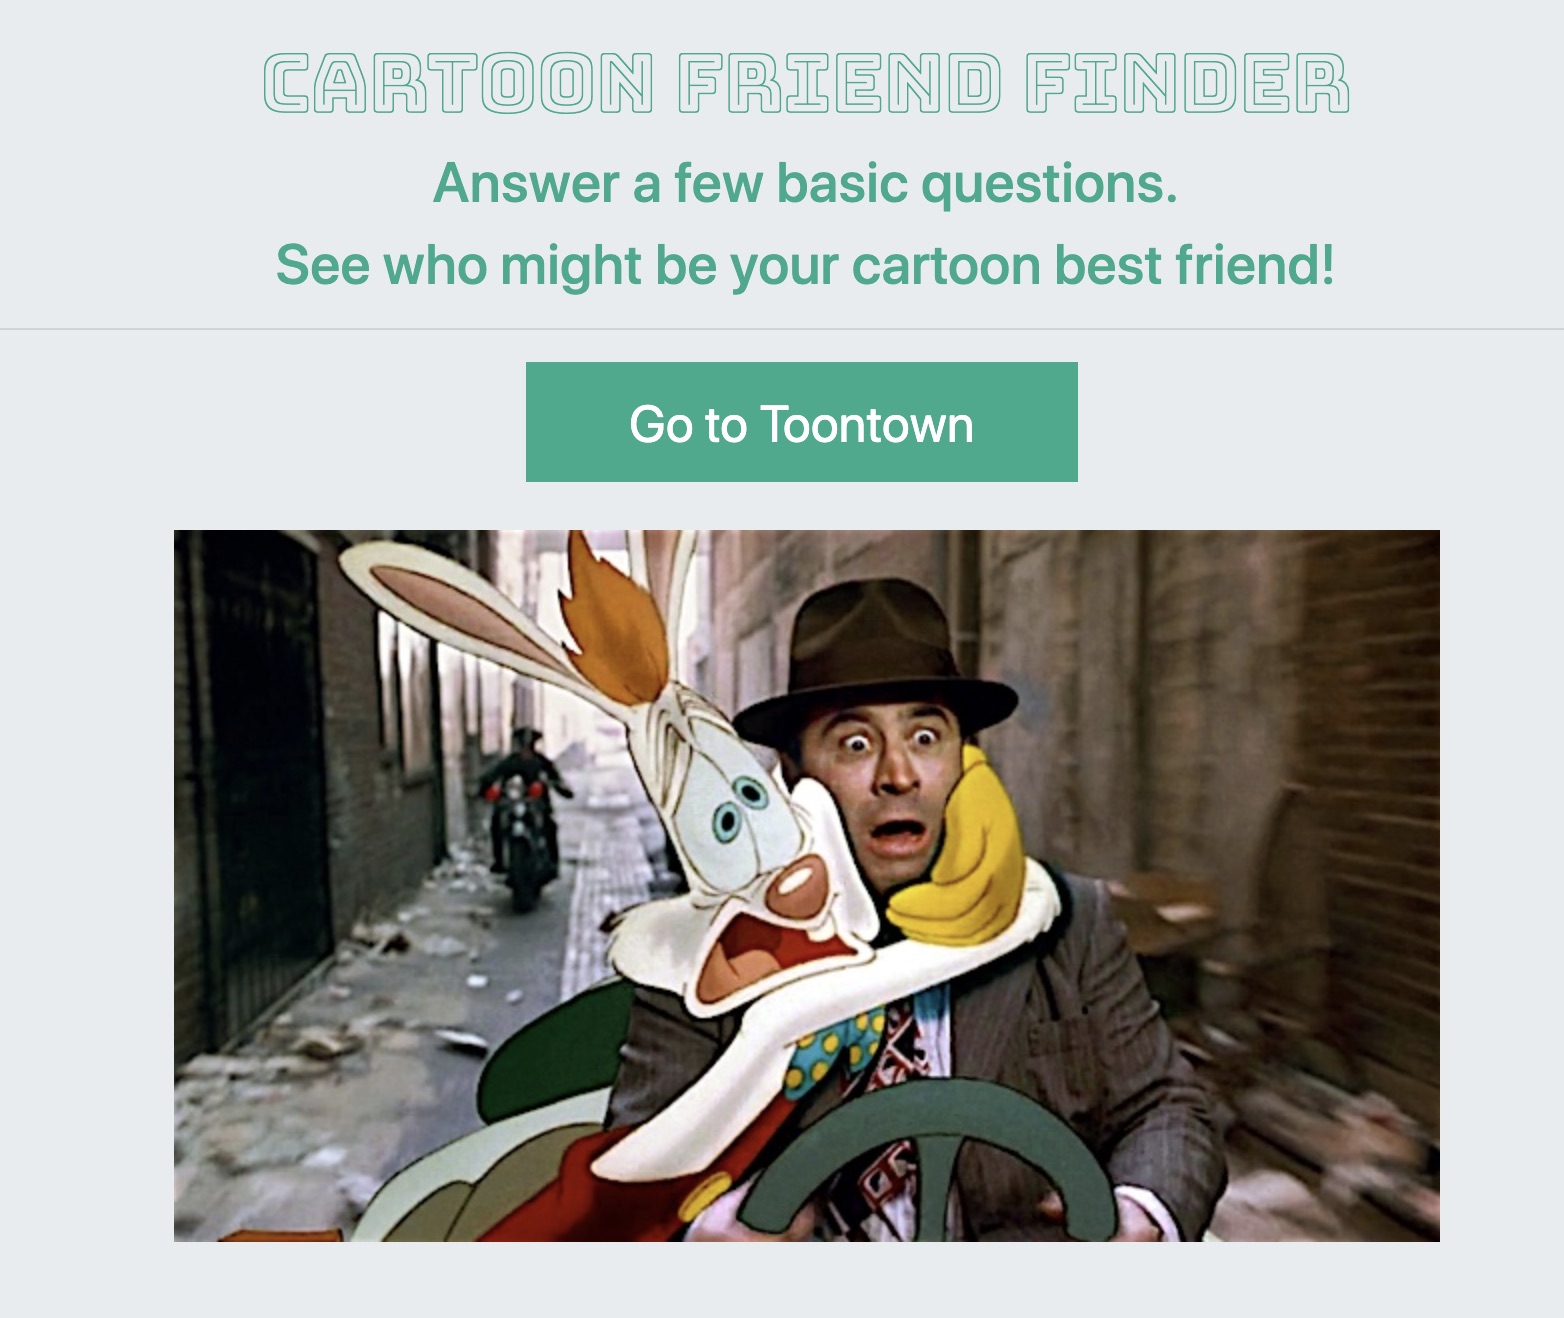 CARTOON FRIEND FINDER
Answer a few basic questions.
See who might be your cartoon best friend!
Go to Toontown